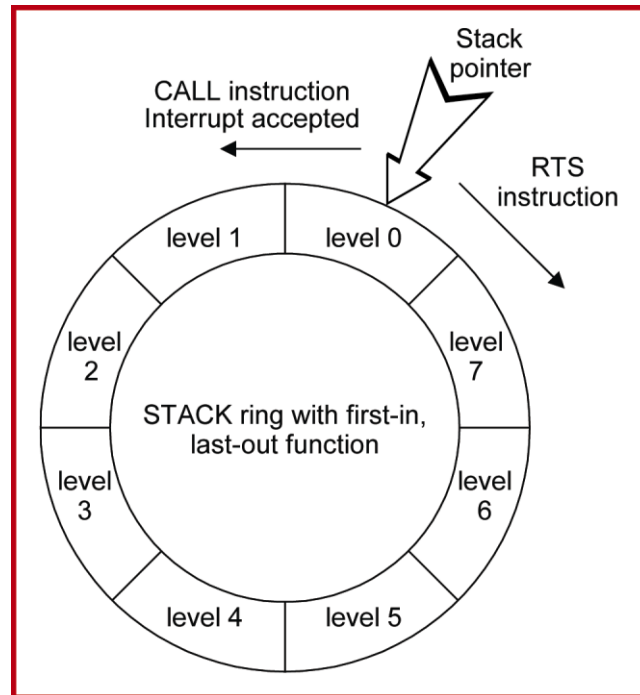 Stack
pointer
CALL instruction
Interrupt accepted
RTS
instruction
level 1
level 0
level
2
level
7
STACK ring with first-in,
last-out function
level
3
level
6
level 4
level 5